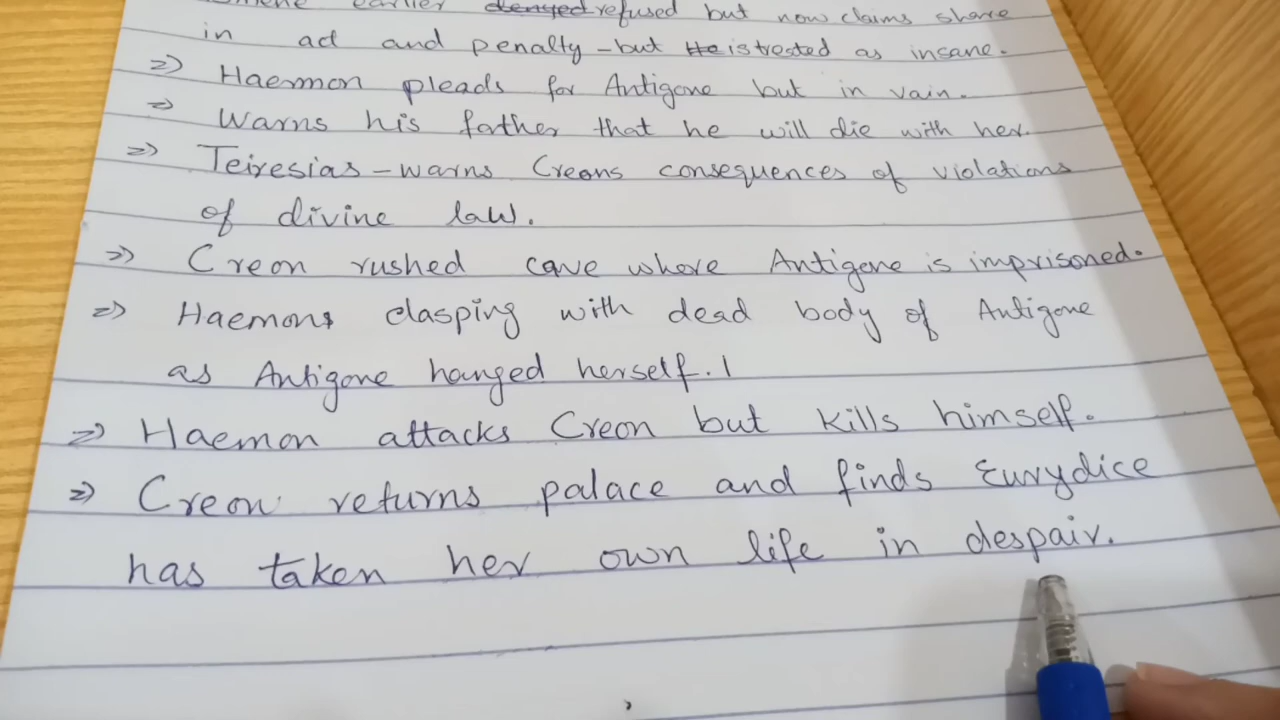 earlier denyed refused but now claims share
in act and penalty - but He is treated as insane.
=> Haemon pleads for Antigone but in vain.
=> Warns his father that he will die with her.
=> Teiresias - warns Creons consequences of violations
of divine law.
=> Creon rushed cave where Antigone is imprisoned.
=> Haemons clasping with dead body of Antigone
as Antigone hanged herself. |
=> Haemon attacks Creon but kills himself.
=> Creon returns palace and finds Eurydice
has taken her own life in despair.